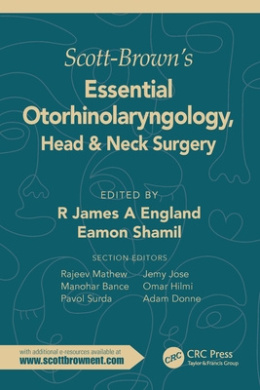 Scott-Brown's
Essential
Otorhinolaryngology,
Head & Neck Surgery
EDITED BY
R James A England
Eamon Shamil
SECTION EDITORS
Rajeev Mathew Jemy Jose
Manohar Bance Omar Hilmi
Pavol Surda Adam Donne
with additional e-resources available at
www.scottbrownent.com
CRC CRC Press
Taylor & Francis Group